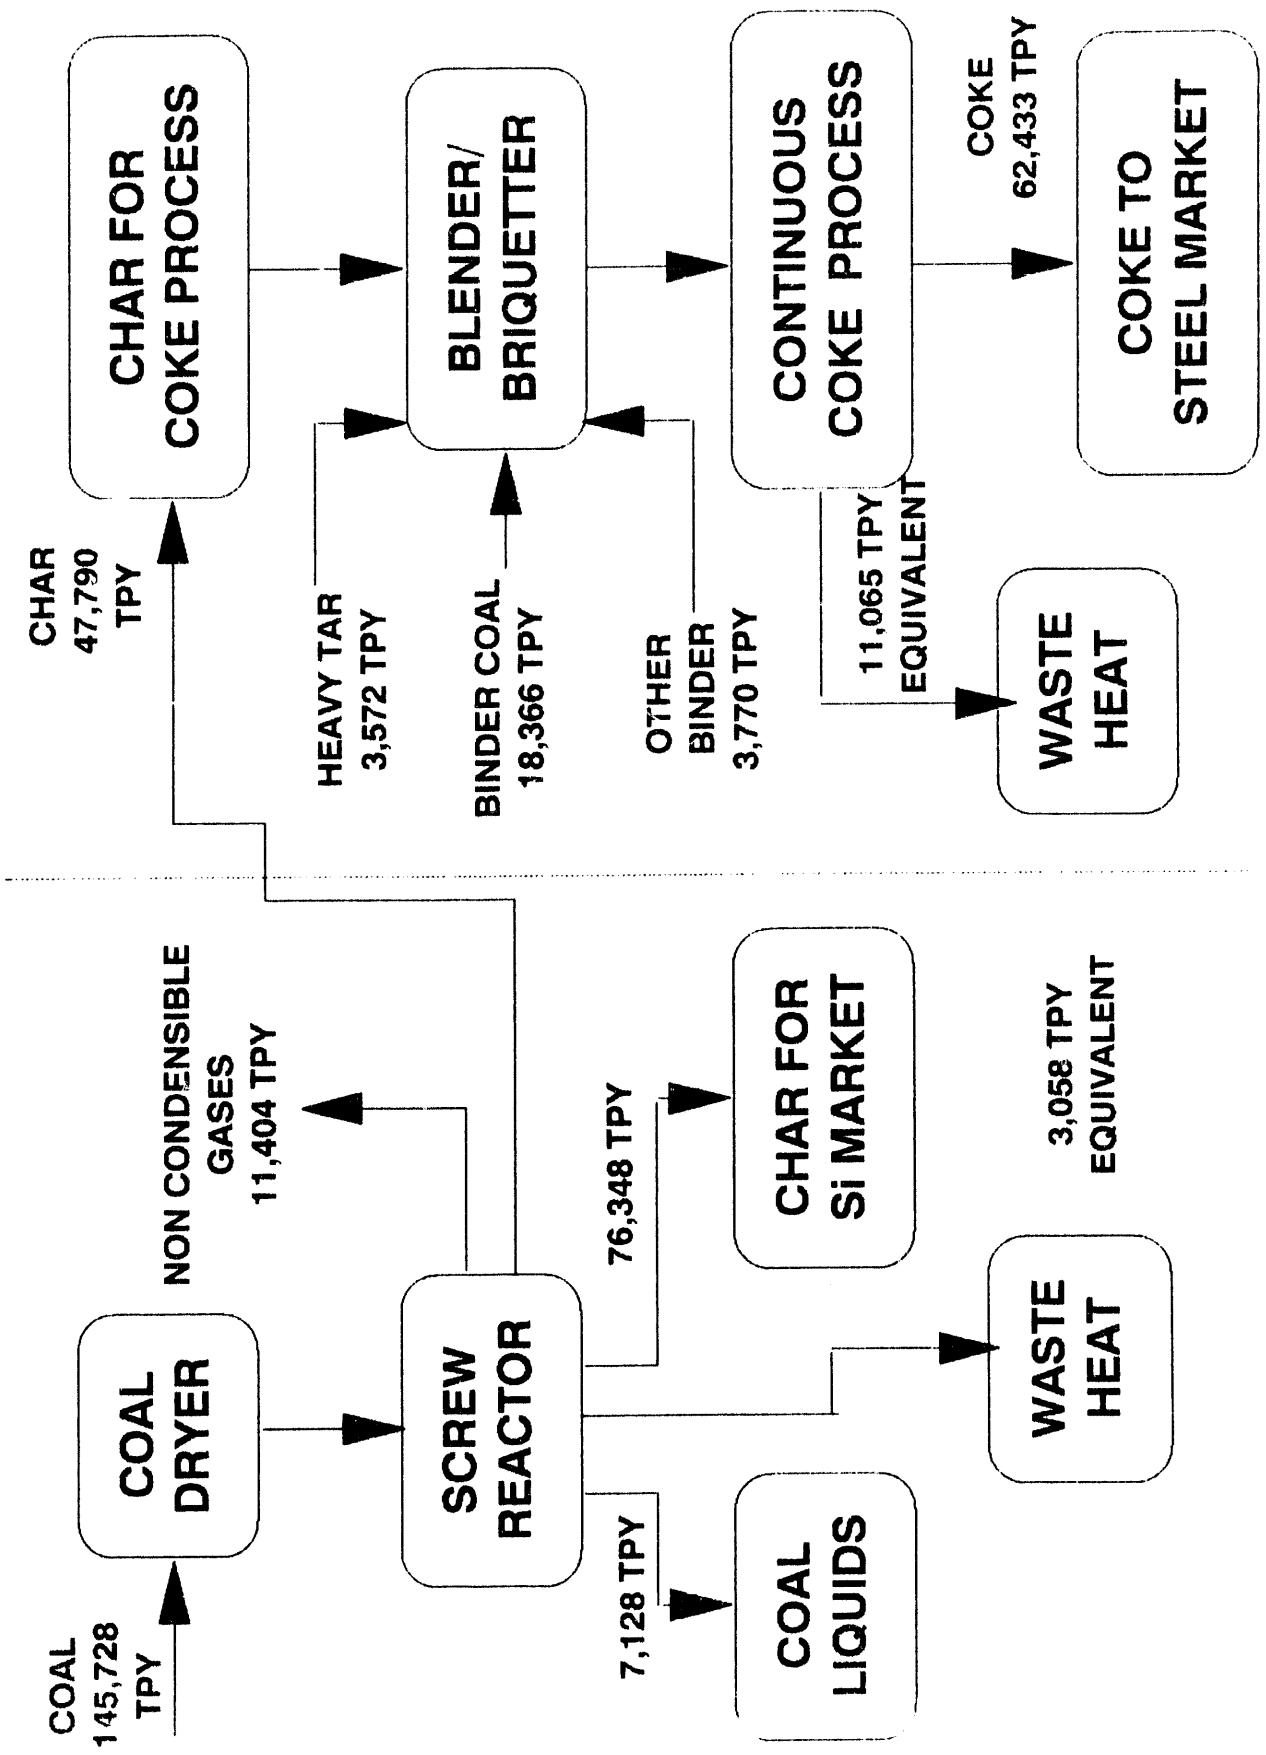 COAL
145,728
TPY
COAL
DRYER
NON CONDENSIBLE
GASES
11,404 TPY
SCREW
REACTOR
7,128 TPY
COAL
LIQUIDS
76,348 TPY
CHAR FOR
Si MARKET
WASTE
HEAT
3,058 TPY
EQUIVALENT
CHAR
47,790
TPY
CHAR FOR
COKE PROCESS
HEAVY TAR
3,572 TPY
BINDER COAL
18,366 TPY
OTHER
BINDER
3,770 TPY
BLENDER/
BRIQUETTER
CONTINUOUS
COKE PROCESS
11,065 TPY
EQUIVALENT
WASTE
HEAT
COKE
62,433 TPY
COKE TO
STEEL MARKET